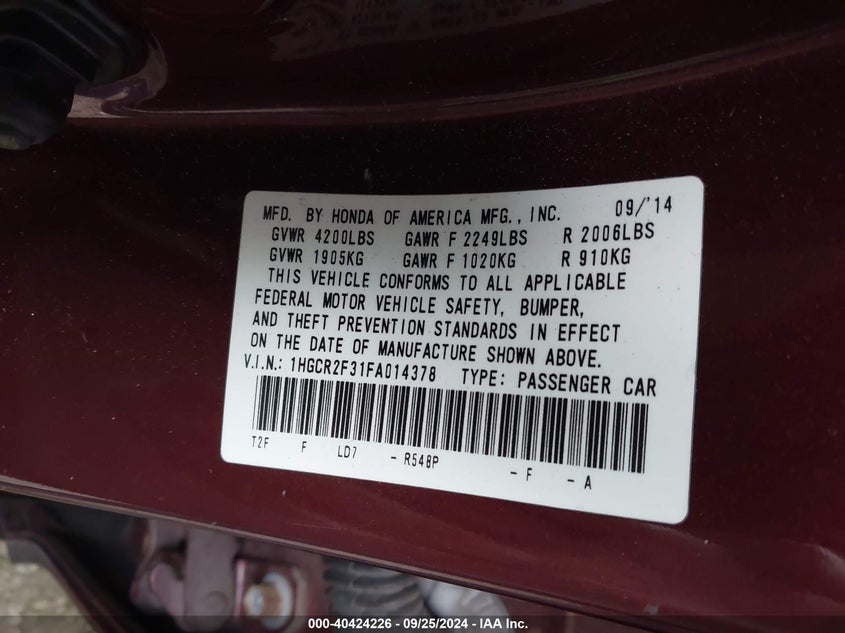 MFD. BY HONDA OF AMERICA MFG., INC. 09/'14
GVWR 4200LBS GAWR F 2249LBS R 2006LBS
GVWR 1905KG GAWR F 1020KG R 910KG
THIS VEHICLE CONFORMS TO ALL APPLICABLE
FEDERAL MOTOR VEHICLE SAFETY, BUMPER,
AND THEFT PREVENTION STANDARDS IN EFFECT
ON THE DATE OF MANUFACTURE SHOWN ABOVE.
V.I.N.: 1HGCR2F31FA014378 TYPE: PASSENGER CAR
T2F F LD7 - R548P - F - A
000-40424226 - 09/25/2024 - IAA Inc.